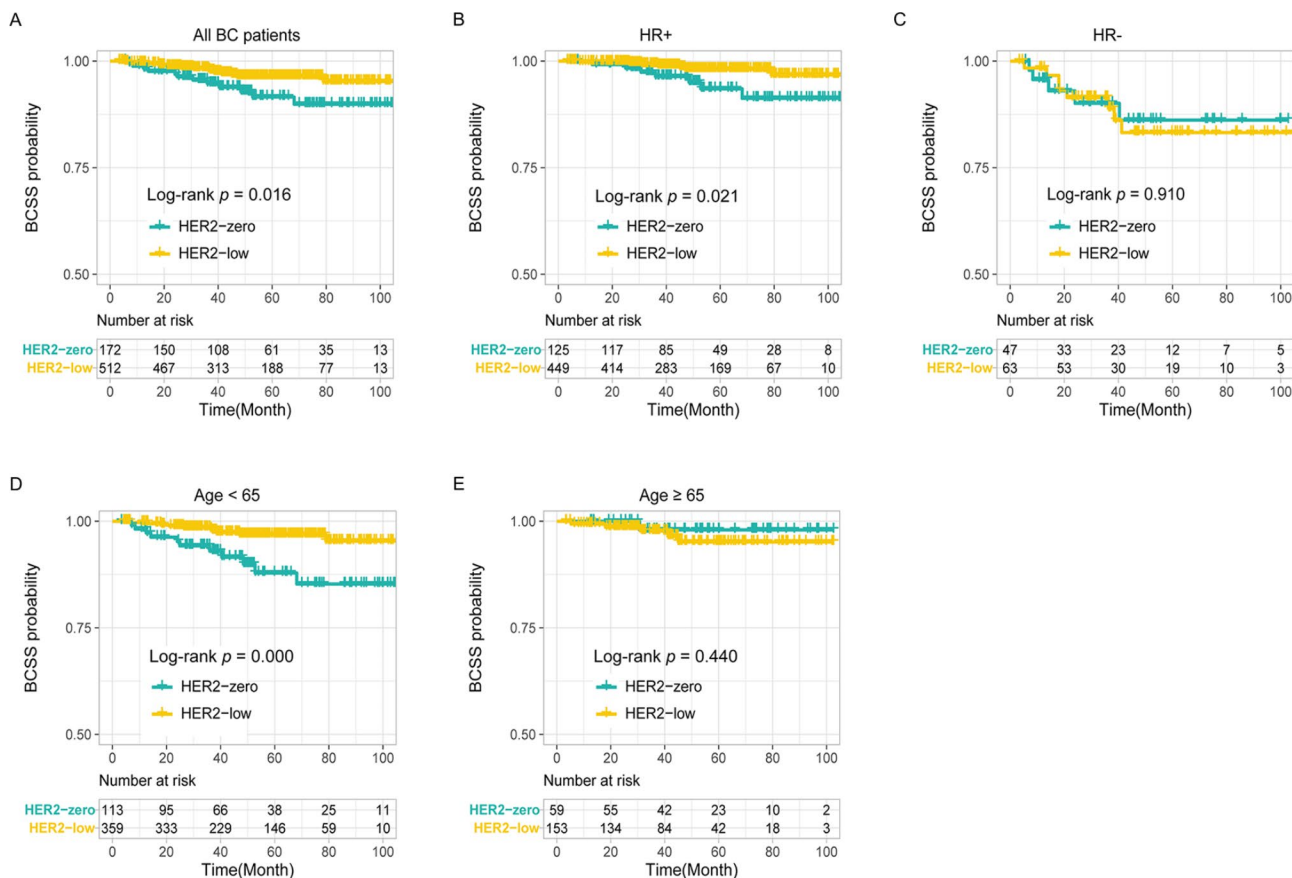 A
All BC patients
BCSS probability
1.00
0.75
0.50
Log-rank p = 0.016
HER2-zero
HER2-low
0 20 40 60 80 100
Number at risk
HER2-zero 172 150 108 61 35 13
HER2-low 512 467 313 188 77 13
0 20 40 60 80 100
Time(Month)
B
HR+
BCSS probability
1.00
0.75
0.50
Log-rank p = 0.021
HER2-zero
HER2-low
0 20 40 60 80 100
Number at risk
HER2-zero 125 117 85 49 28 8
HER2-low 449 414 283 169 67 10
0 20 40 60 80 100
Time(Month)
C
HR-
BCSS probability
1.00
0.75
0.50
Log-rank p = 0.910
HER2-zero
HER2-low
0 20 40 60 80 100
Number at risk
HER2-zero 47 33 23 12 7 5
HER2-low 63 53 30 19 10 3
0 20 40 60 80 100
Time(Month)
D
Age < 65
BCSS probability
1.00
0.75
0.50
Log-rank p = 0.000
HER2-zero
HER2-low
0 20 40 60 80 100
Number at risk
HER2-zero 113 95 66 38 25 11
HER2-low 359 333 229 146 59 10
0 20 40 60 80 100
Time(Month)
E
Age ≥ 65
BCSS probability
1.00
0.75
0.50
Log-rank p = 0.440
HER2-zero
HER2-low
0 20 40 60 80 100
Number at risk
HER2-zero 59 55 42 23 10 2
HER2-low 153 134 84 42 18 3
0 20 40 60 80 100
Time(Month)